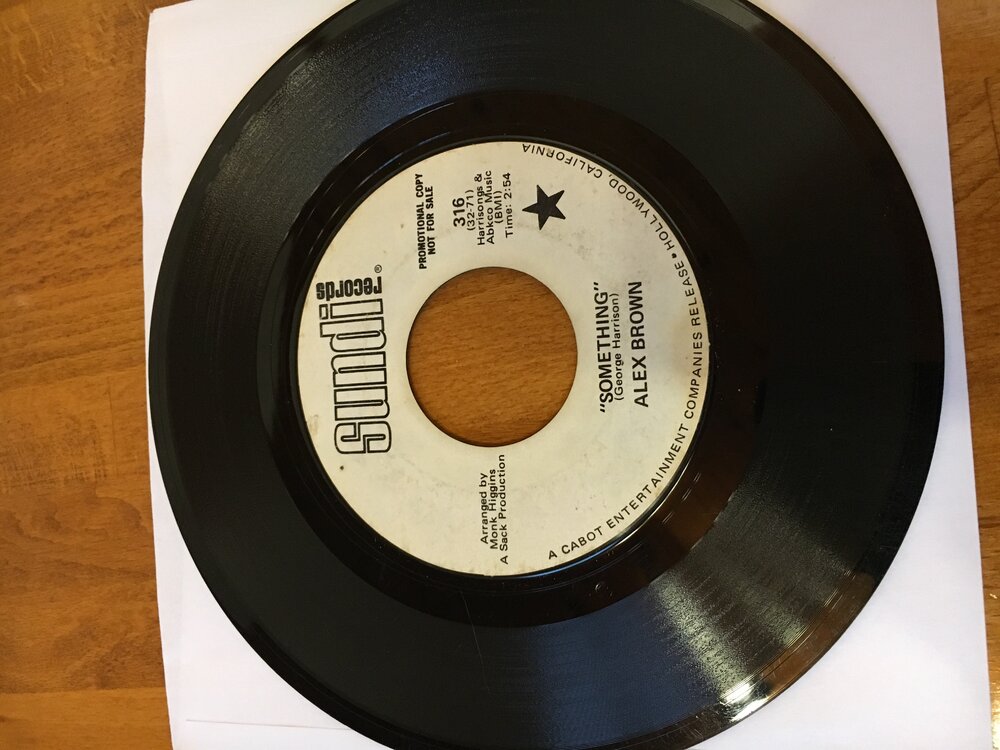 sundi
records®
PROMOTIONAL COPY
NOT FOR SALE
316
(32-71)
Harrisongs &
Abkco Music
(BMI)
Time: 2:54
Arranged by
Monk Higgins
A Sack Production
"SOMETHING"
(George Harrison)
ALEX BROWN
A CABOT ENTERTAINMENT COMPANIES RELEASE • HOLLYWOOD, CALIFORNIA